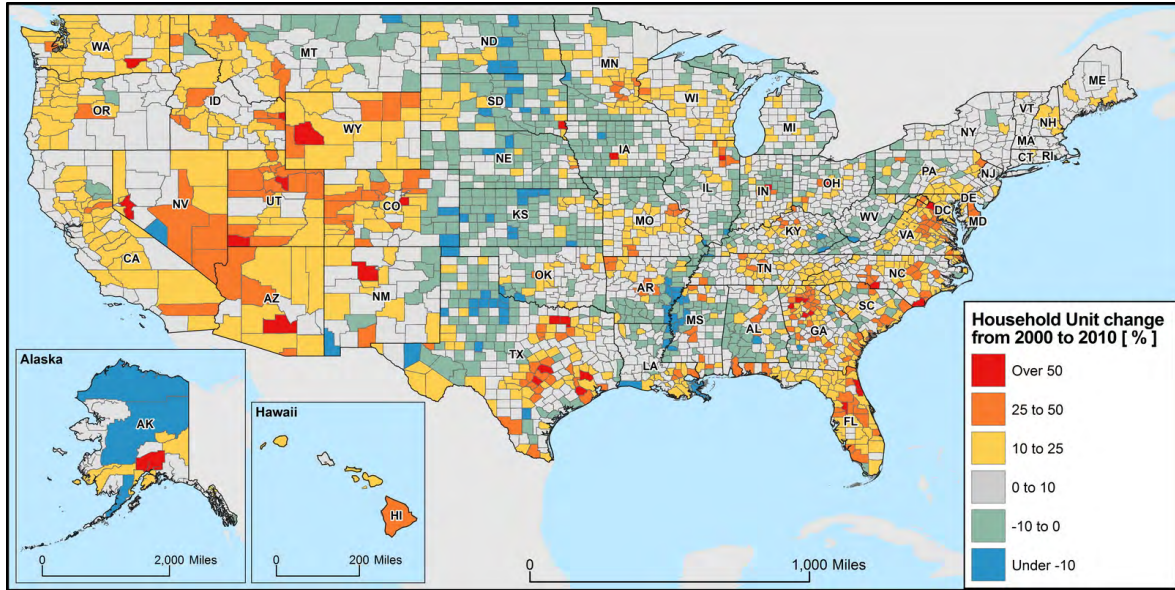 WA
MT
ND
MN
ME
OR
ID
WY
SD
WI
MI
VT
NH
NY
MA
CT
RI
NV
UT
CO
NE
IA
IL
IN
OH
PA
NJ
DE
DC
MD
CA
KS
MO
KY
WV
VA
AZ
NM
OK
AR
TN
NC
SC
TX
LA
MS
AL
GA
FL
Alaska
AK
0
2,000 Miles
Hawaii
HI
0
200 Miles
0
1,000 Miles
Household Unit change
from 2000 to 2010 [ % ]
Over 50
25 to 50
10 to 25
0 to 10
-10 to 0
Under -10